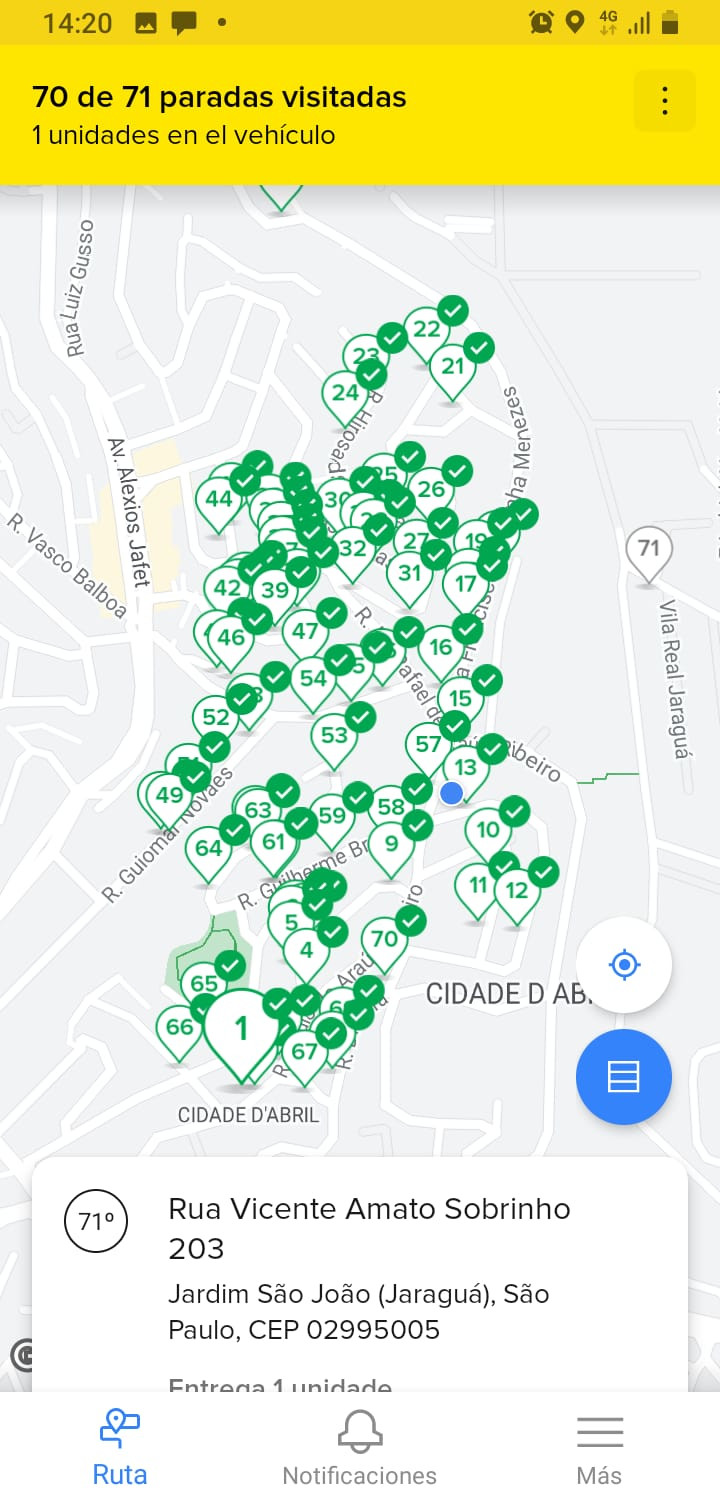 14:20
4G
70 de 71 paradas visitadas
1 unidades en el vehículo
Rua Luiz Gusso
22
23
21
24
Av. Alexios Jafet
R. Vasco Balboa
44
26
30
27
19
71
32
31
17
42
39
46
47
16
54
15
52
53
57
13
Vila Real Jaraguá
49
63
59
58
10
64
61
9
R. Guiomar Novaes
11
12
5
4
70
65
CIDADE D
66
1
67
CIDADE D'ABRIL
71º
Rua Vicente Amato Sobrinho
203
Jardim São João (Jaraguá), São
Paulo, CEP 02995005
Entrega 1 unidade
Ruta
Notificaciones
Más